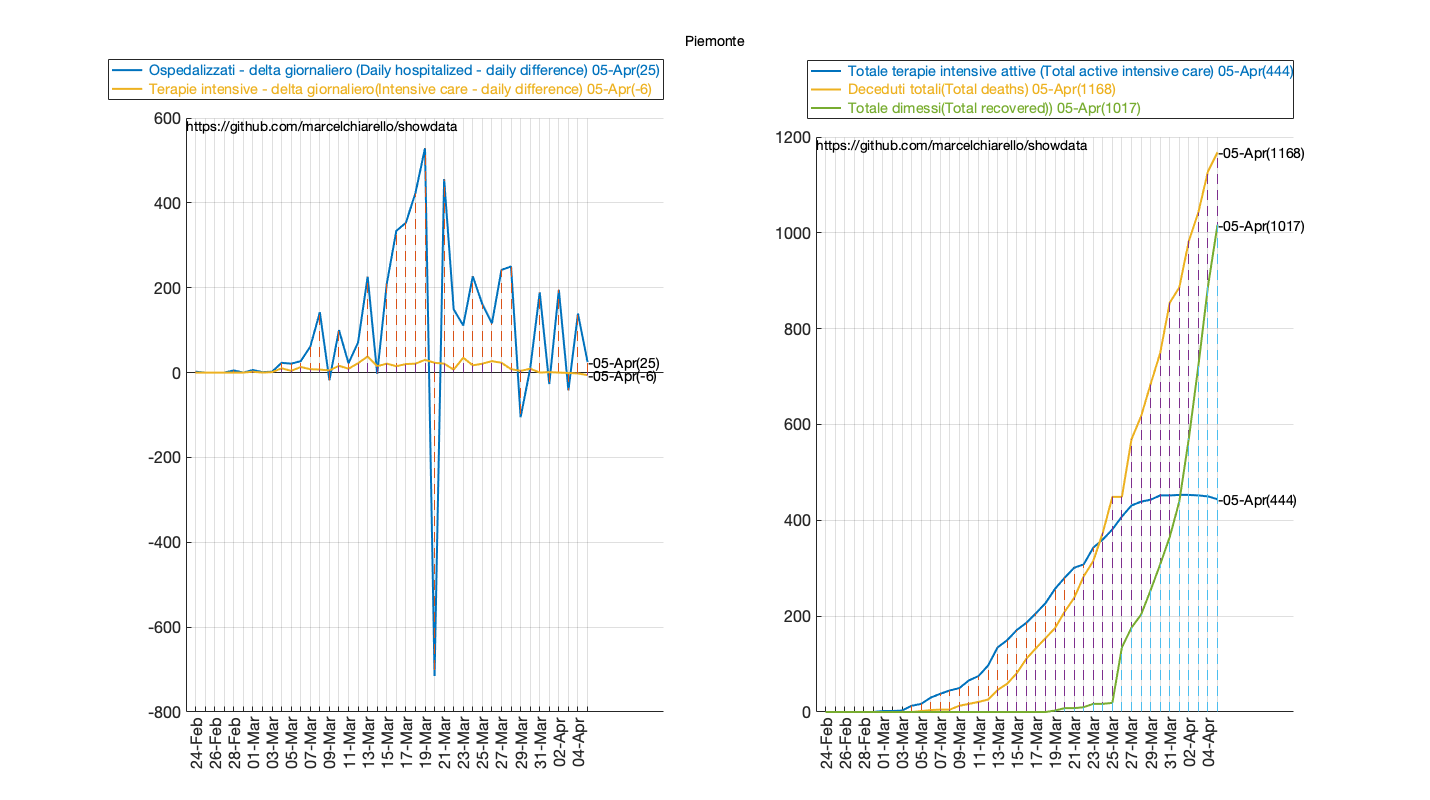 Piemonte
Ospedalizzati - delta giornaliero (Daily hospitalized - daily difference) 05-Apr(25)
Terapie intensive - delta giornaliero(Intensive care - daily difference) 05-Apr(-6)
https://github.com/marcelchiarello/showdata
600
400
200
0
-200
-400
-600
-800
-05-Apr(25)
-05-Apr(-6)
24-Feb
26-Feb
28-Feb
01-Mar
03-Mar
05-Mar
07-Mar
09-Mar
11-Mar
13-Mar
15-Mar
17-Mar
19-Mar
21-Mar
23-Mar
25-Mar
27-Mar
29-Mar
31-Mar
02-Apr
04-Apr
Totale terapie intensive attive (Total active intensive care) 05-Apr(444)
Deceduti totali(Total deaths) 05-Apr(1168)
Totale dimessi(Total recovered)) 05-Apr(1017)
https://github.com/marcelchiarello/showdata
1200
1000
800
600
400
200
0
-05-Apr(1168)
-05-Apr(1017)
-05-Apr(444)
24-Feb
26-Feb
28-Feb
01-Mar
03-Mar
05-Mar
07-Mar
09-Mar
11-Mar
13-Mar
15-Mar
17-Mar
19-Mar
21-Mar
23-Mar
25-Mar
27-Mar
29-Mar
31-Mar
02-Apr
04-Apr